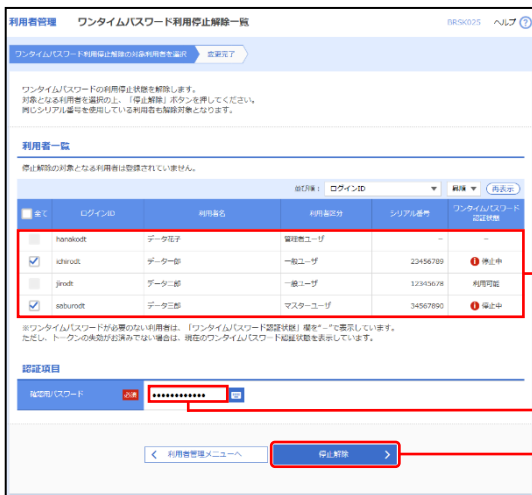 利用者管理 ワンタイムパスワード利用停止解除一覧 BRSK025 ヘルプ ?
ワンタイムパスワード利用停止解除の対象利用者を選択 変更完了
ワンタイムパスワードの利用停止状態を解除します。
対象となる利用者を選択の上、「停止解除」ボタンを押してください。
同じシリアル番号を使用している利用者も解除対象となります。
利用者一覧
停止解除の対象となる利用者は登録されていません。
並び順： ログインID 昇順 再表示
全て ログインID 利用者名 利用者区分 シリアル番号 ワンタイムパスワード
認証状態
hanakodt データ花子 管理者ユーザ － －
ichirodt データ一郎 一般ユーザ 23456789 停止中
jirodt データ二郎 一般ユーザ 12345678 利用可能
saburodt データ三郎 マスターユーザ 34567890 停止中
※ワンタイムパスワードが必要のない利用者は、「ワンタイムパスワード認証状態」欄を"－"で表示しています。
ただし、トークンの失効がお済みでない場合は、現在のワンタイムパスワード認証状態を表示しています。
認証項目
確認用パスワード 必須 ••••••••••••
利用者管理メニューへ 停止解除